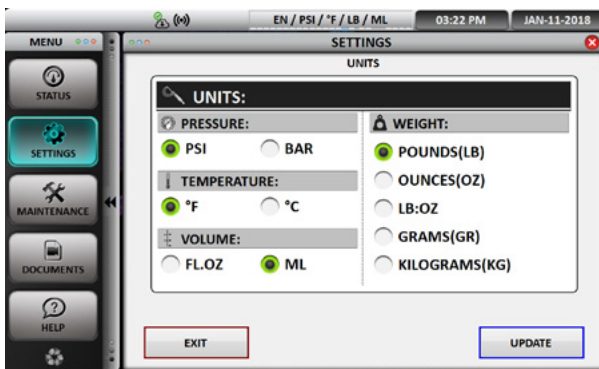 EN / PSI / °F / LB / ML 03:22 PM JAN-11-2018
MENU
SETTINGS
UNITS
STATUS
SETTINGS
MAINTENANCE
DOCUMENTS
HELP
UNITS:
PRESSURE:
PSI BAR
TEMPERATURE:
°F °C
VOLUME:
FL.OZ ML
WEIGHT:
POUNDS(LB)
OUNCES(OZ)
LB:OZ
GRAMS(GR)
KILOGRAMS(KG)
EXIT UPDATE